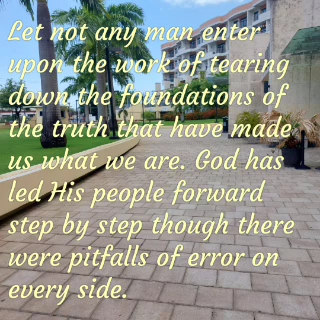 Let not any man enter
upon the work of tearing
down the foundations of
the truth that have made
us what we are. God has
led His people forward
step by step though there
were pitfalls of error on
every side.